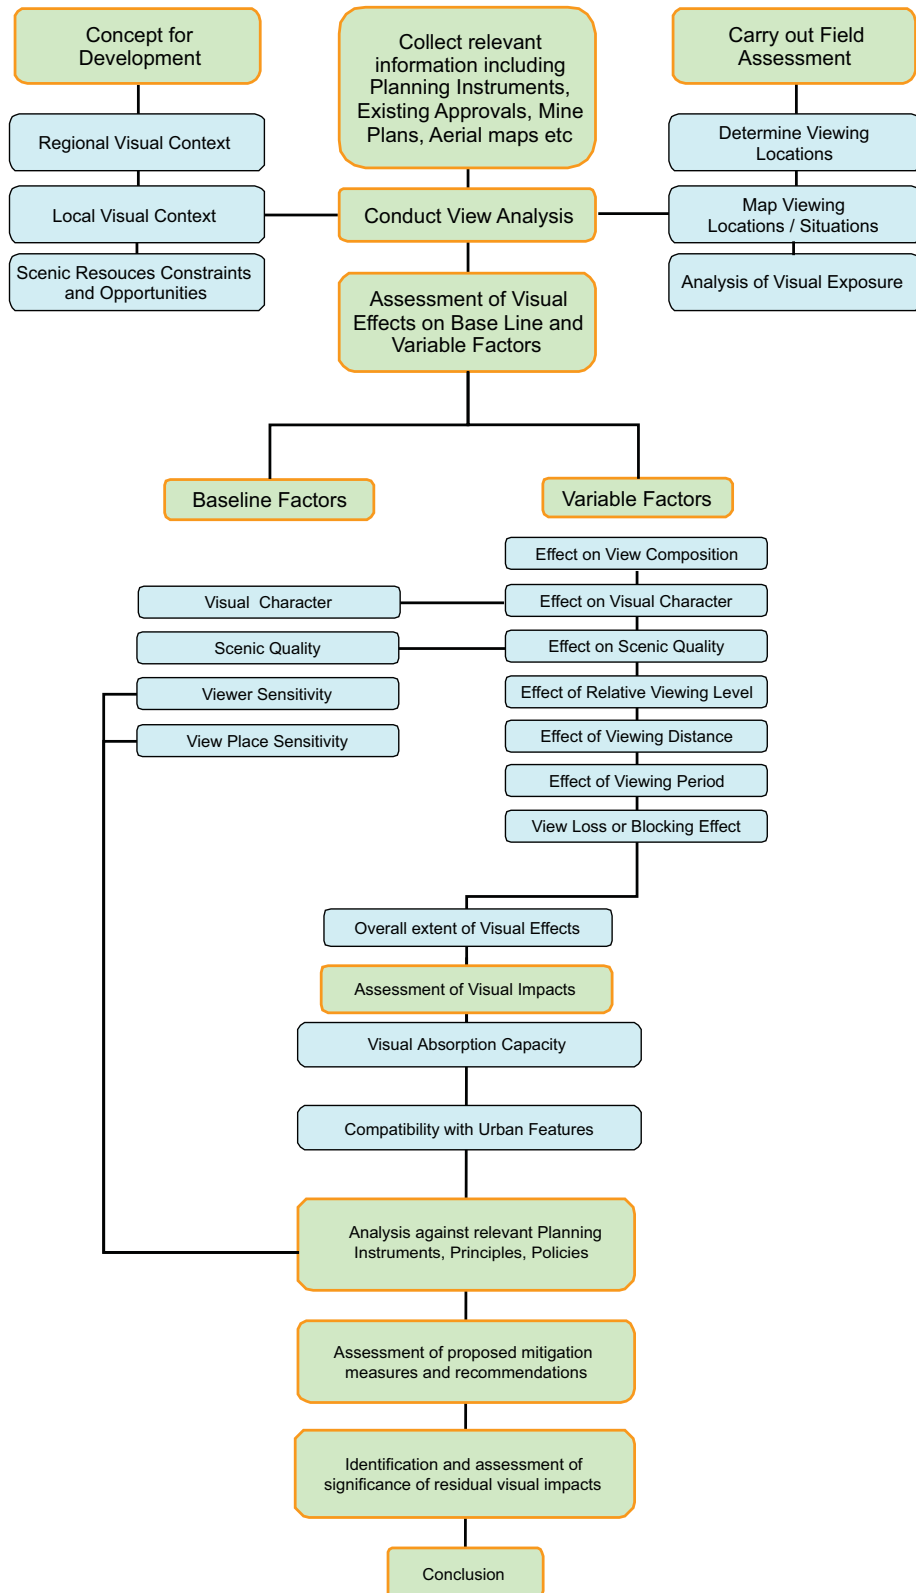 Concept for
Development
Collect relevant
information including
Planning Instruments,
Existing Approvals, Mine
Plans, Aerial maps etc
Carry out Field
Assessment
Regional Visual Context
Determine Viewing
Locations
Local Visual Context
Conduct View Analysis
Map Viewing
Locations / Situations
Scenic Resouces Constraints
and Opportunities
Analysis of Visual Exposure
Assessment of Visual
Effects on Base Line and
Variable Factors
Baseline Factors
Variable Factors
Effect on View Composition
Visual Character
Effect on Visual Character
Scenic Quality
Effect on Scenic Quality
Viewer Sensitivity
Effect of Relative Viewing Level
View Place Sensitivity
Effect of Viewing Distance
Effect of Viewing Period
View Loss or Blocking Effect
Overall extent of Visual Effects
Assessment of Visual Impacts
Visual Absorption Capacity
Compatibility with Urban Features
Analysis against relevant Planning
Instruments, Principles, Policies
Assessment of proposed mitigation
measures and recommendations
Identification and assessment of
significance of residual visual impacts
Conclusion